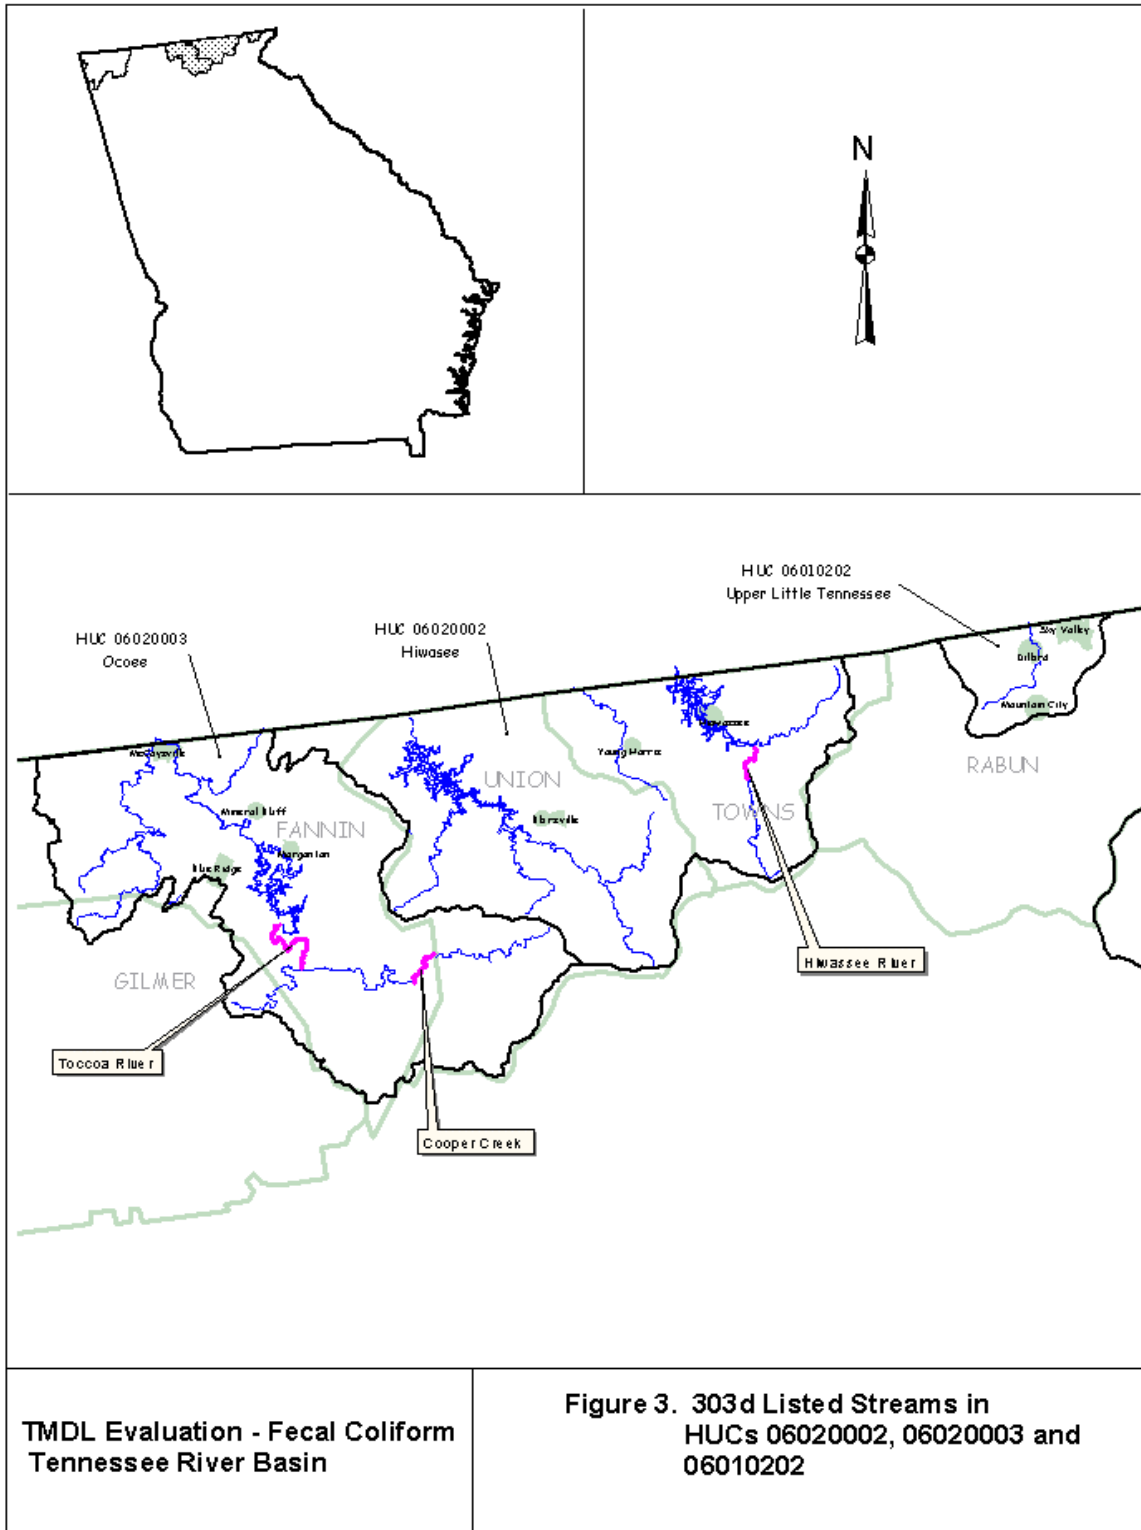 N
HUC 06010202
Upper Little Tennessee
HUC 06020002
Hiwasee
HUC 06020003
Ocoee
Sky Valley
Dillard
Mountain City
RABUN
Hiawassee
Young Harris
UNION
TOWNS
Blairsville
McCaysville
Mineral Bluff
FANNIN
Morganton
Blue Ridge
GILMER
Hiwassee River
Toccoa River
Cooper Creek
TMDL Evaluation - Fecal Coliform
Tennessee River Basin
Figure 3. 303d Listed Streams in
HUCs 06020002, 06020003 and
06010202